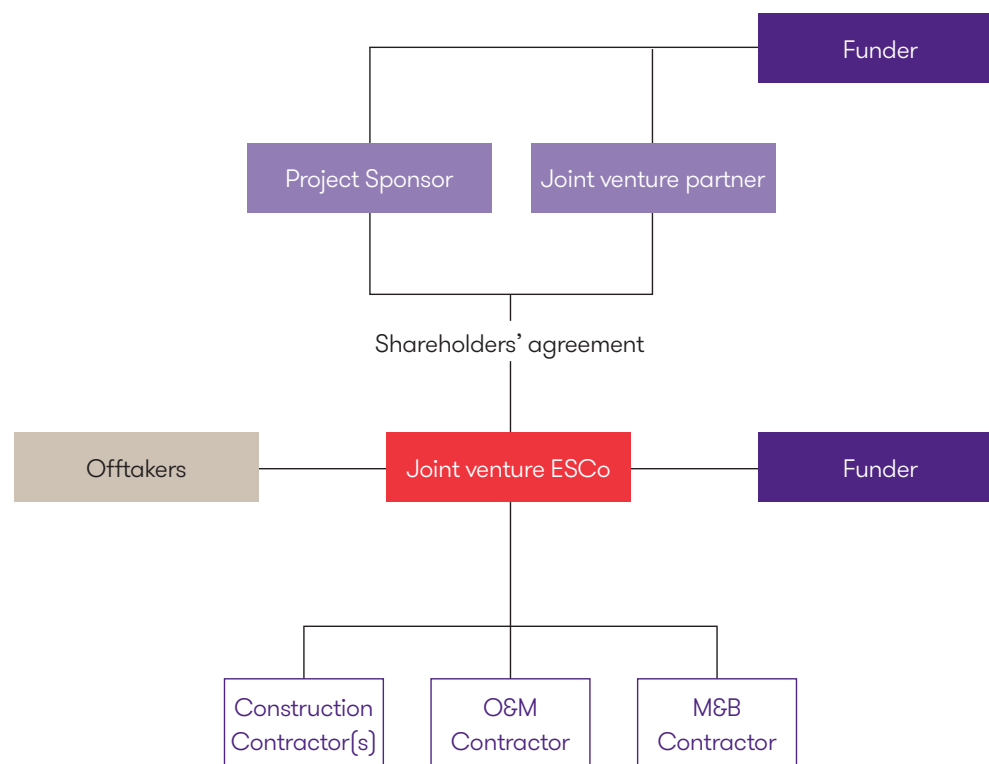 Funder
Project Sponsor
Joint venture partner
Shareholders’ agreement
Offtakers
Joint venture ESCo
Funder
Construction
Contractor(s)
O&M
Contractor
M&B
Contractor